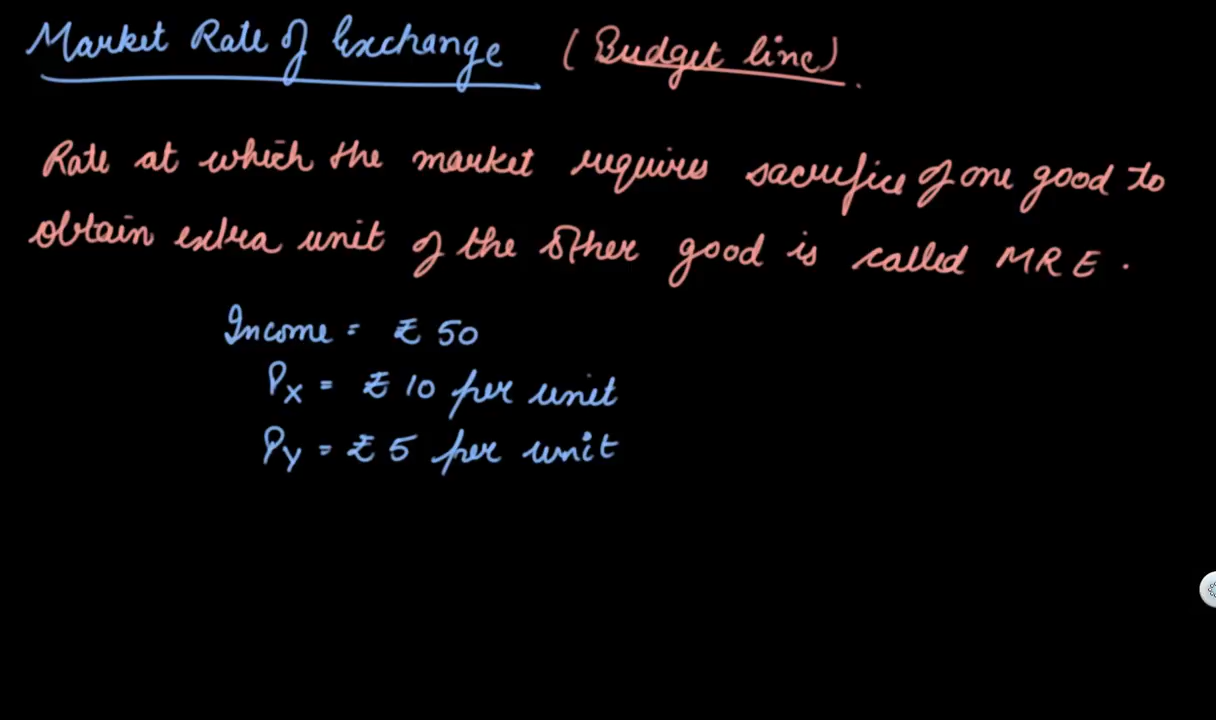 Market Rate of Exchange (Budget line).
Rate at which the market requires sacrifice of one good to
obtain extra unit of the other good is called MRE.
Income = ₹ 50
Px = ₹ 10 per unit
Py = ₹ 5 per unit